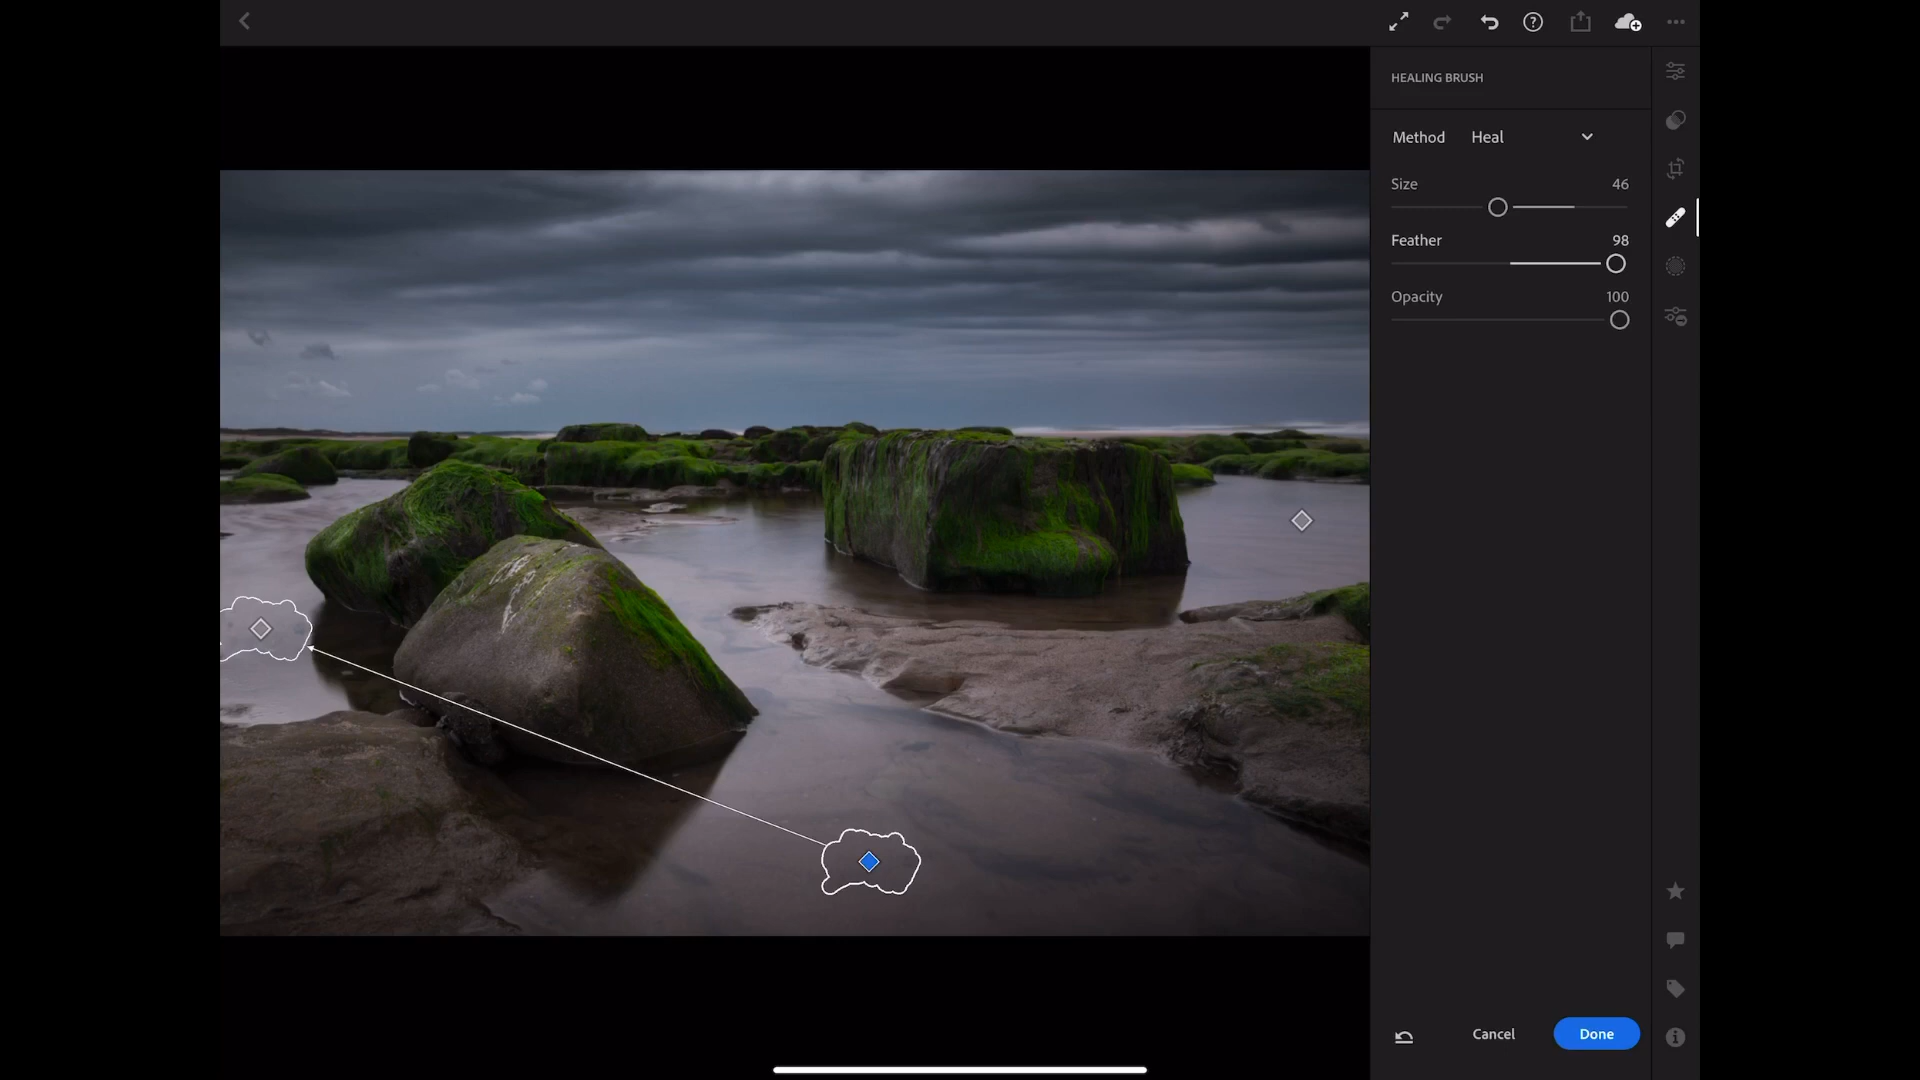 HEALING BRUSH
Method Heal
Size 46
Feather 98
Opacity 100
Cancel Done